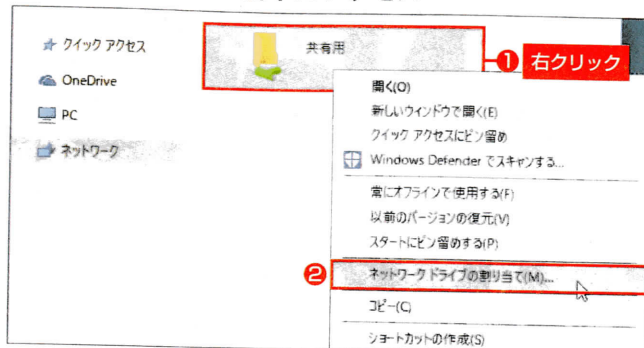 クイック アクセス
OneDrive
PC
ネットワーク
共有用
❶ 右クリック
開く(O)
新しいウィンドウで開く(E)
クイック アクセスにピン留め
Windows Defender でスキャンする...
常にオフラインで使用する(F)
以前のバージョンの復元(V)
スタートにピン留めする(P)
❷ ネットワーク ドライブの割り当て(M)...
コピー(C)
ショートカットの作成(S)